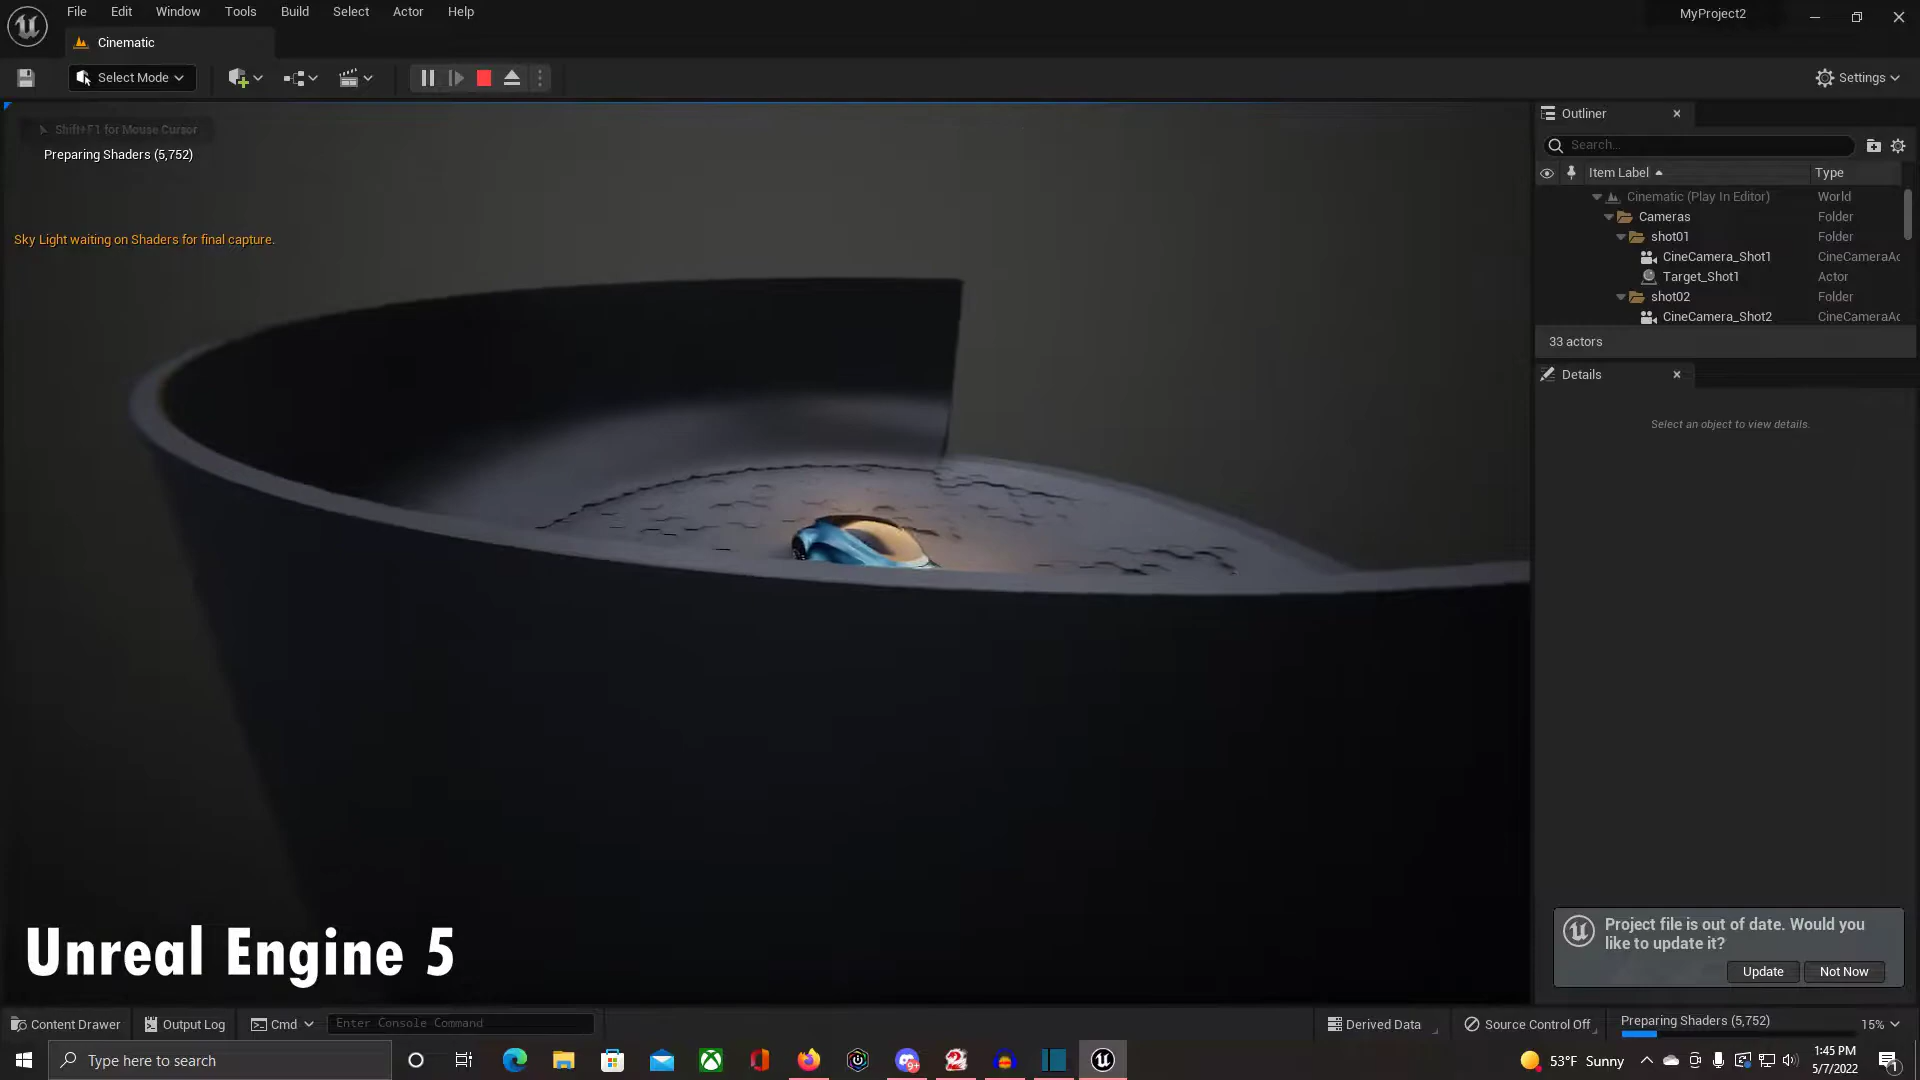 File Edit Window Tools Build Select Actor Help
MyProject2
Cinematic
Select Mode
Settings
Shift+F1 for Mouse Cursor
Preparing Shaders (5,752)
Sky Light waiting on Shaders for final capture.
Outliner
Search...
Item Label Type
Cinematic (Play In Editor) World
Cameras Folder
shot01 Folder
CineCamera_Shot1 CineCameraAc
Target_Shot1 Actor
shot02 Folder
CineCamera_Shot2 CineCameraAc
33 actors
Details
Select an object to view details.
Unreal Engine 5
Project file is out of date. Would you
like to update it?
Update Not Now
Content Drawer Output Log Cmd Enter Console Command
Derived Data Source Control Off Preparing Shaders (5,752) 15%
Type here to search
9+
53°F Sunny
1:45 PM
5/7/2022
1